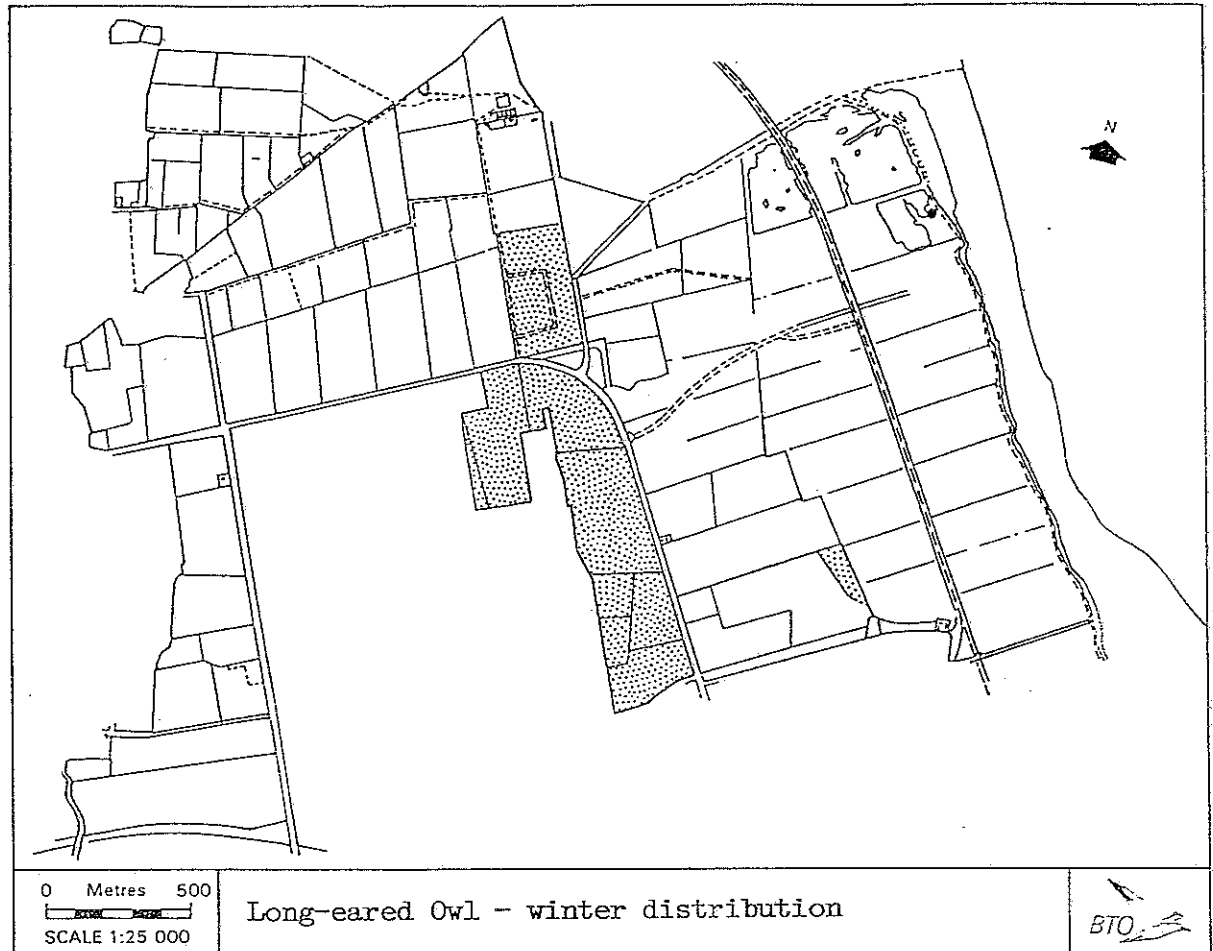 N
0 Metres 500
SCALE 1:25 000
Long-eared Owl - winter distribution
BTO